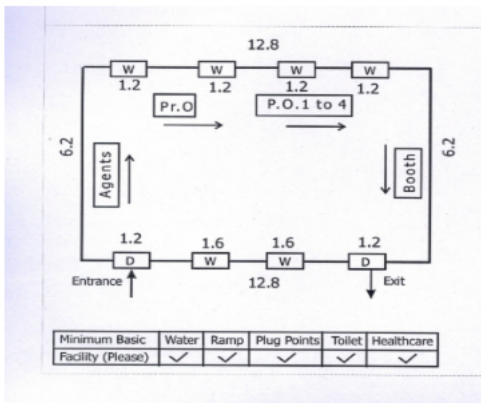 12.8
W W W W
1.2 1.2 1.2 1.2
Pr.O P.O.1 to 4
6.2 6.2
Agents Booth
1.2 1.6 1.6 1.2
D W W D
Entrance 12.8 Exit
Minimum Basic Water Ramp Plug Points Toilet Healthcare
Facility (Please) ✓ ✓ ✓ ✓ ✓